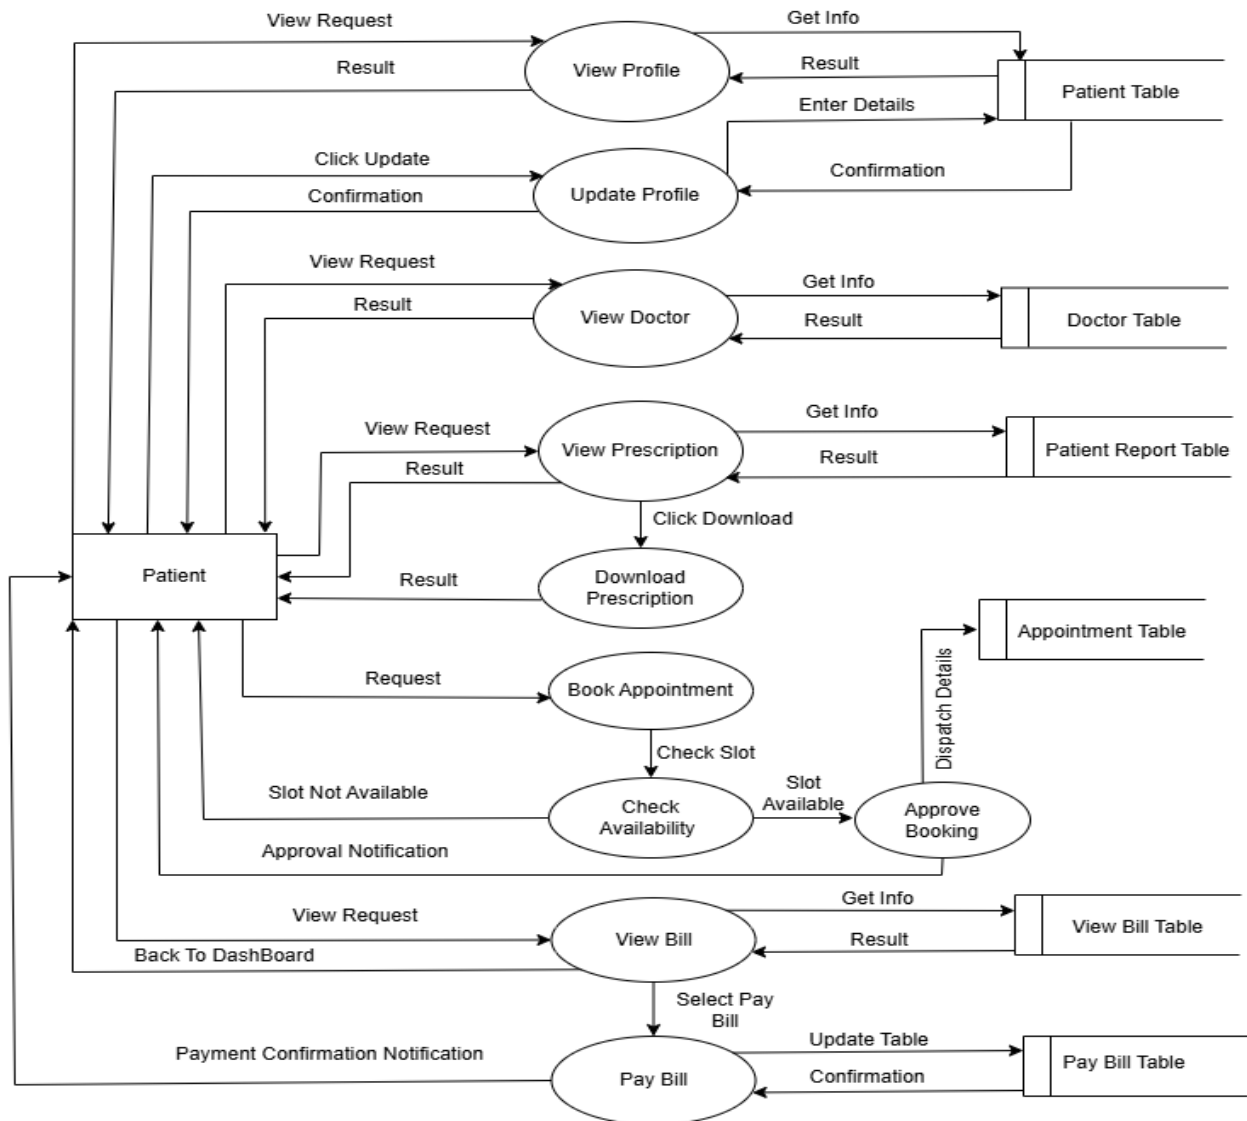 View Request
Get Info
Result
View Profile
Result
Patient Table
Enter Details
Click Update
Confirmation
Update Profile
Confirmation
View Request
Get Info
Result
View Doctor
Result
Doctor Table
View Request
Get Info
Result
View Prescription
Result
Patient Report Table
Click Download
Patient
Result
Download
Prescription
Appointment Table
Request
Book Appointment
Dispatch Details
Check Slot
Slot Not Available
Check
Availability
Slot
Available
Approve
Booking
Approval Notification
View Request
Get Info
Back To DashBoard
View Bill
Result
View Bill Table
Select Pay
Bill
Payment Confirmation Notification
Update Table
Pay Bill
Confirmation
Pay Bill Table